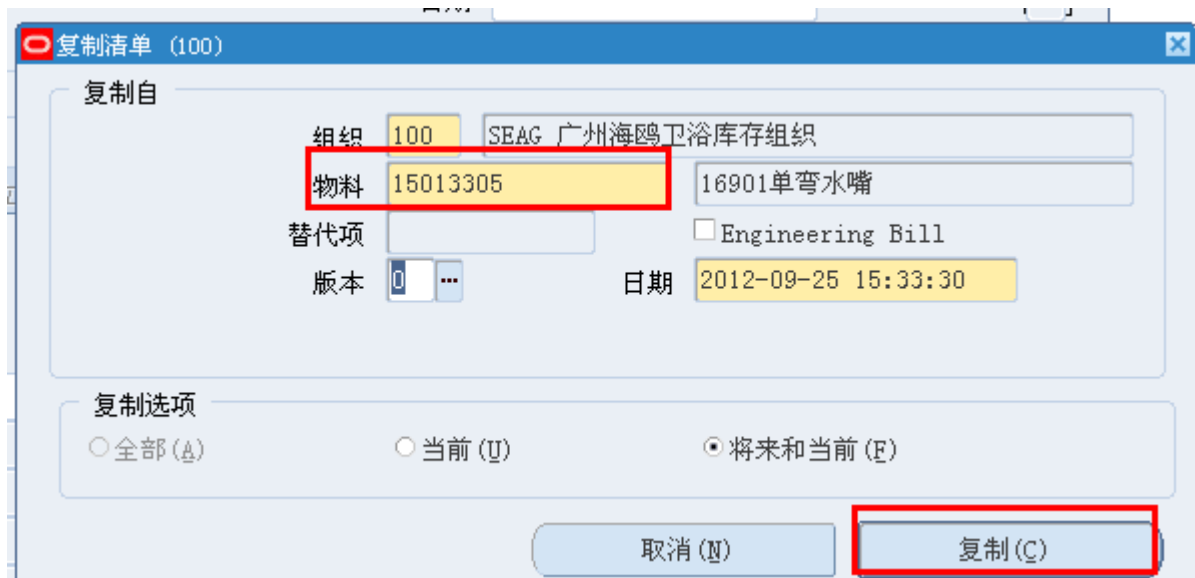 日期
复制清单 (100)
复制自
组织 100 SEAG 广州海鸥卫浴库存组织
物料 15013305 16901单弯水嘴
替代项 Engineering Bill
版本 0 ... 日期 2012-09-25 15:33:30
复制选项
全部(A) 当前(U) 将来和当前(F)
取消(N) 复制(C)